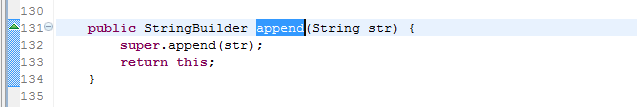 130
131 public StringBuilder append(String str) {
132 super.append(str);
133 return this;
134 }
135